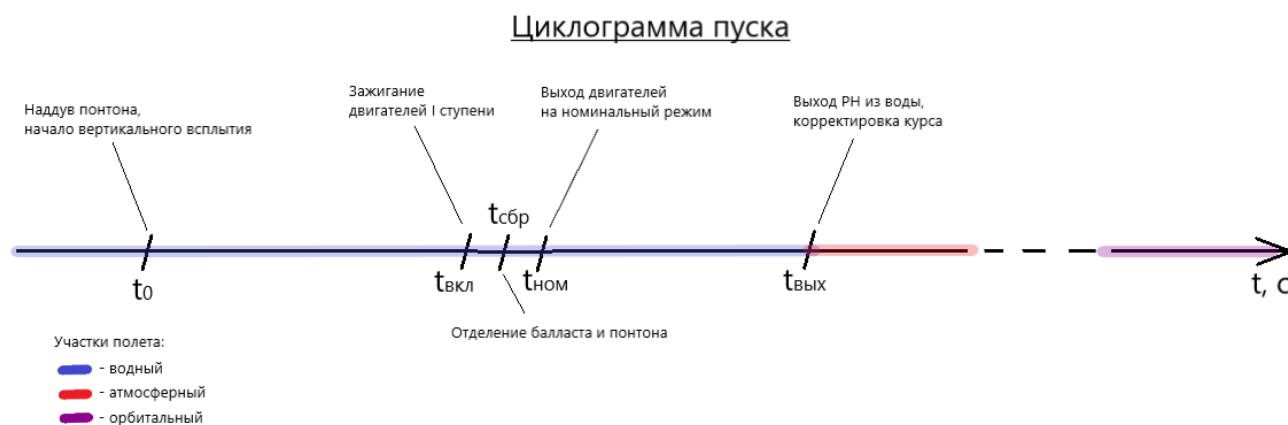 Циклограмма пуска
Наддув понтона,
начало вертикального всплытия
Зажигание
двигателей I ступени
Выход двигателей
на номинальный режим
Выход РН из воды,
корректировка курса
tсбр
t0
tвкл
tном
tвых
t, с
Отделение балласта и понтона
Участки полета:
- водный
- атмосферный
- орбитальный